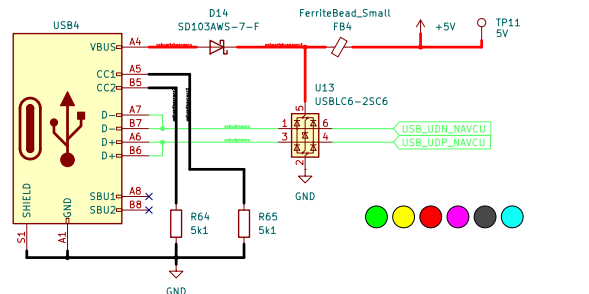 USB4
D14
SD103AWS-7-F
FerriteBead_Small
FB4
+5V
TP11
5V
VBUS A4
CC1 A5
CC2 B5
D- A7
D- B7
D+ A6
D+ B6
SBU1 A8
SBU2 B8
SHIELD
GND
S1
A1
U13
USBLC6-2SC6
5
1 6
3 4
2
GND
USB_UDN_NAVCU
USB_UDP_NAVCU
R64
5k1
R65
5k1
GND